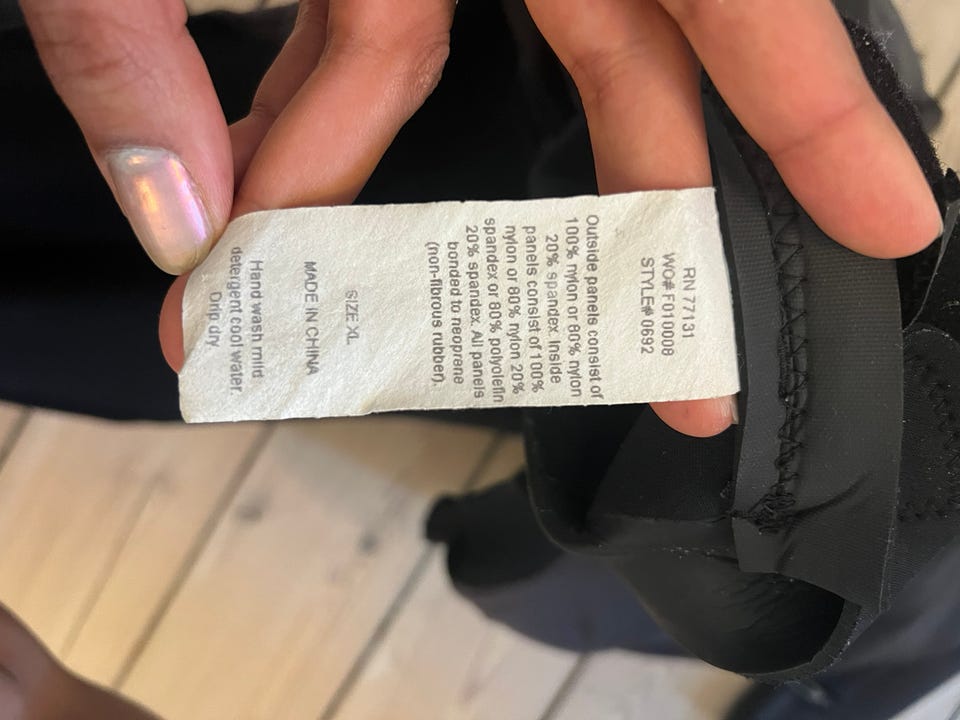 RN 77131
WO# F010008
STYLE# 0692
Outside panels consist of
100% nylon or 80% nylon
20% spandex. Inside
panels consist of 100%
nylon or 80% nylon 20%
spandex or 80% polyolefin
20% spandex. All panels
bonded to neoprene
(non-fibrous rubber).
SIZE XL
MADE IN CHINA
Hand wash mild
detergent cool water.
Drip dry